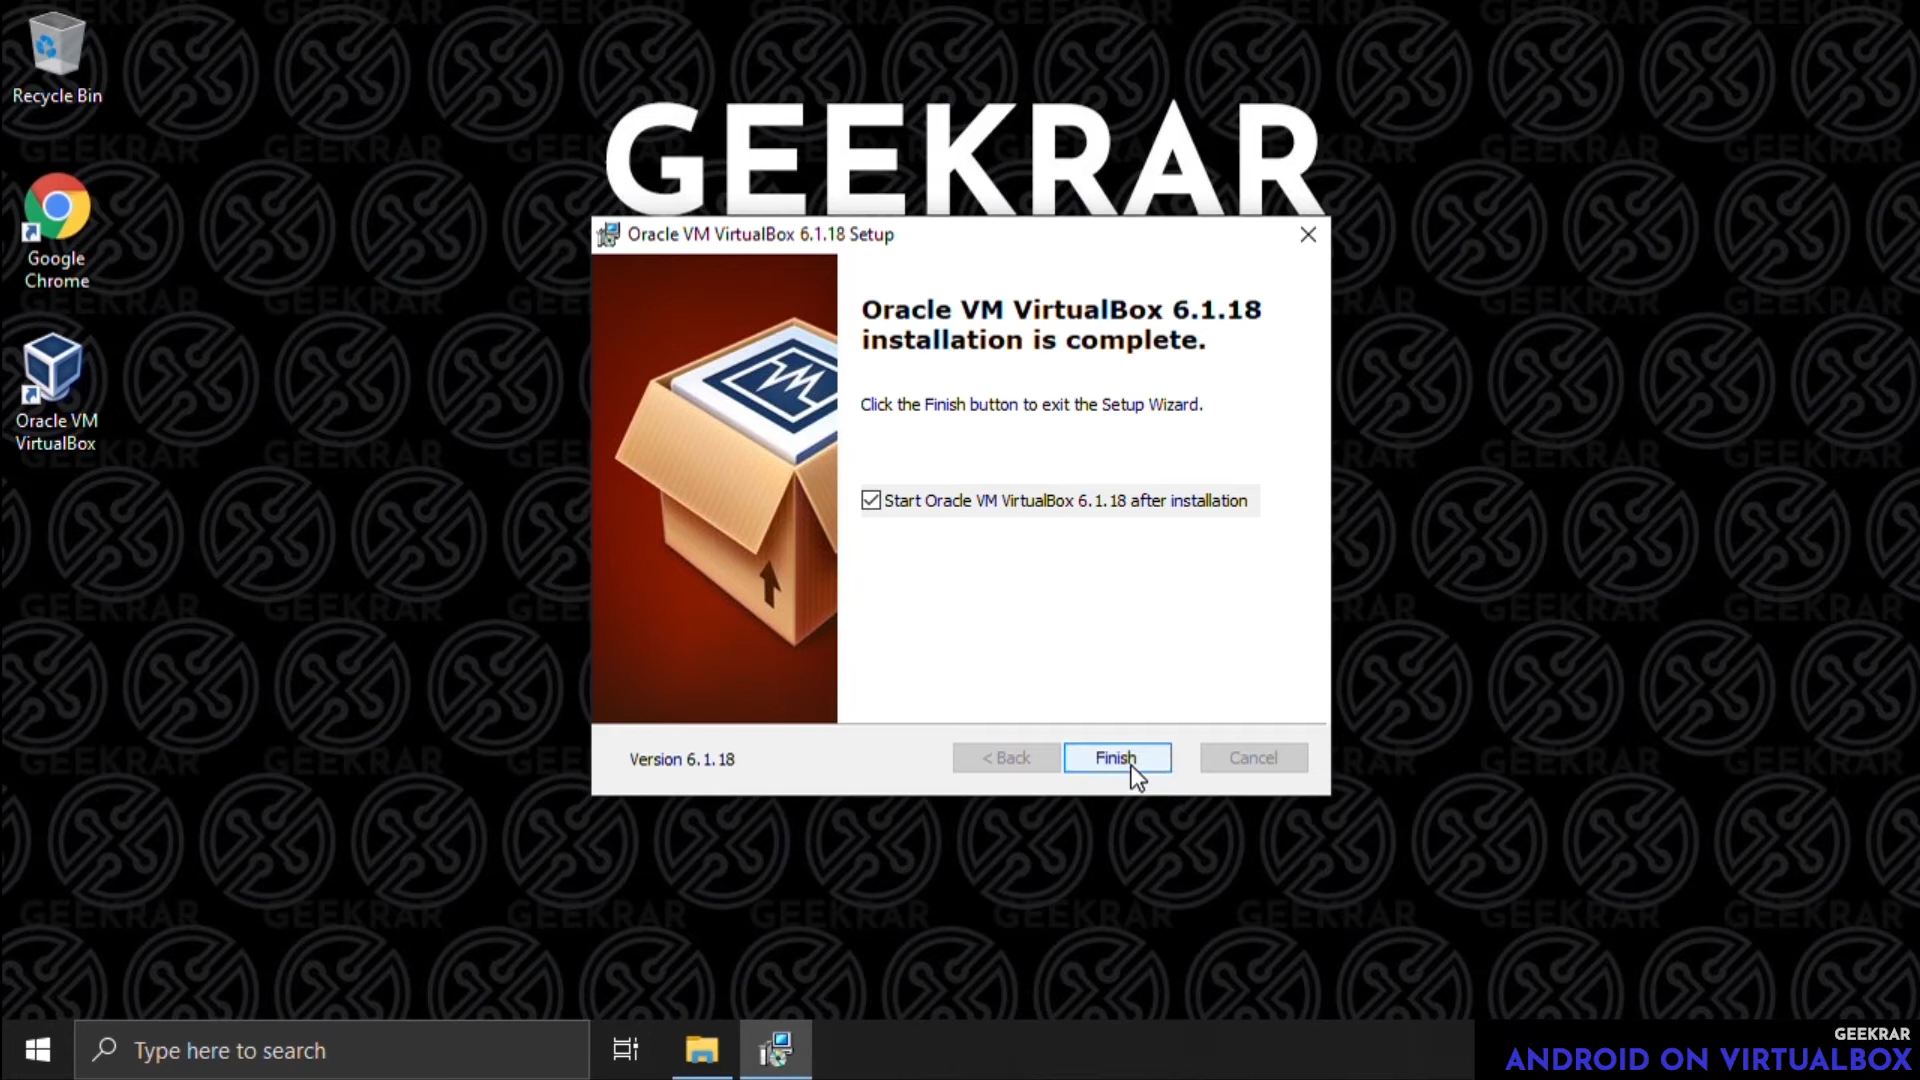 Recycle Bin
Google
Chrome
Oracle VM
VirtualBox
GEEKRAR
Oracle VM VirtualBox 6.1.18 Setup
Oracle VM VirtualBox 6.1.18
installation is complete.
Click the Finish button to exit the Setup Wizard.
Start Oracle VM VirtualBox 6.1.18 after installation
Version 6.1.18
< Back
Finish
Cancel
Type here to search
GEEKRAR
ANDROID ON VIRTUALBOX